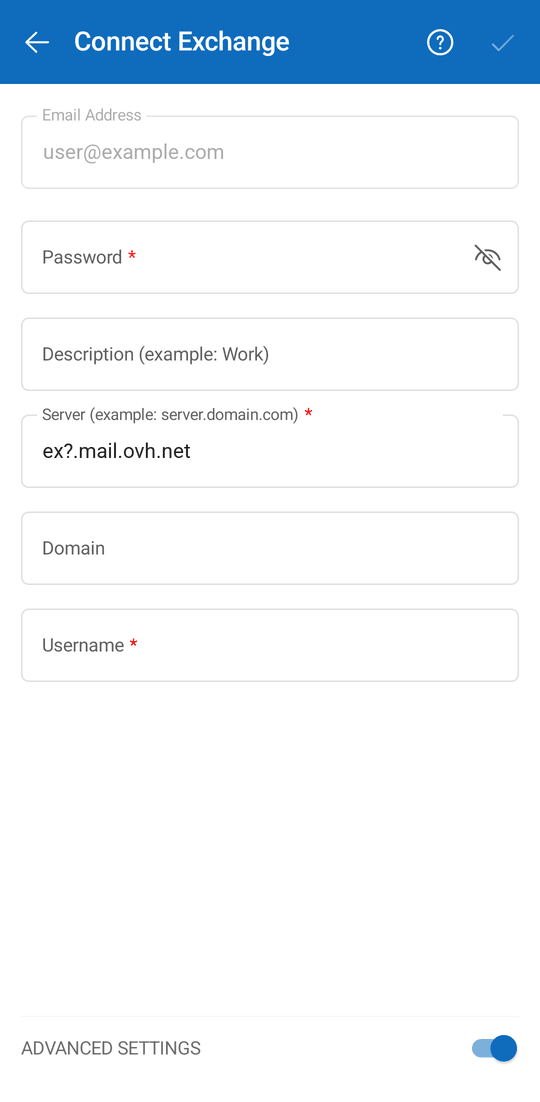 Connect Exchange
Email Address
user@example.com
Password *
Description (example: Work)
Server (example: server.domain.com) *
ex?.mail.ovh.net
Domain
Username *
ADVANCED SETTINGS